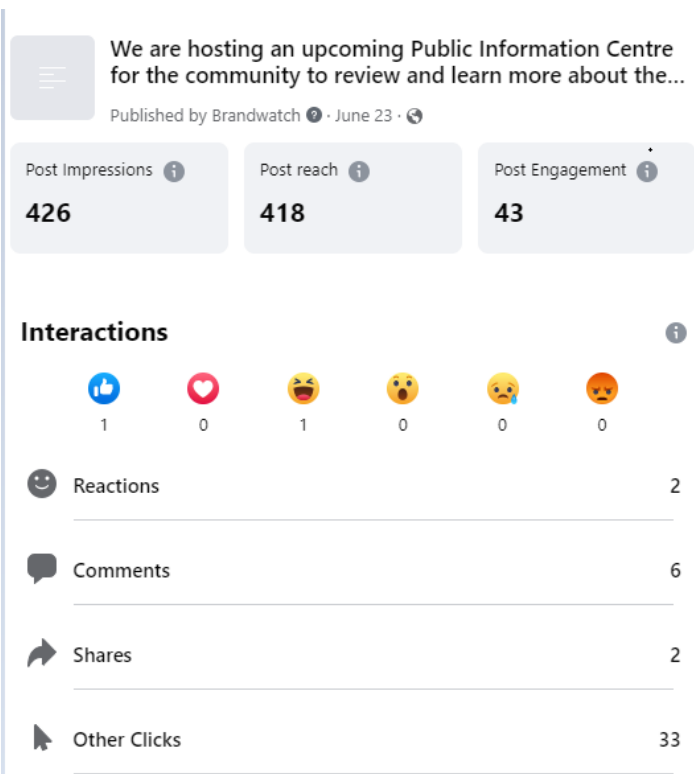 We are hosting an upcoming Public Information Centre
for the community to review and learn more about the...
Published by Brandwatch ? · June 23 ·
Post Impressions i
426
Post reach i
418
Post Engagement i
43
Interactions i
1 0 1 0 0 0
Reactions 2
Comments 6
Shares 2
Other Clicks 33